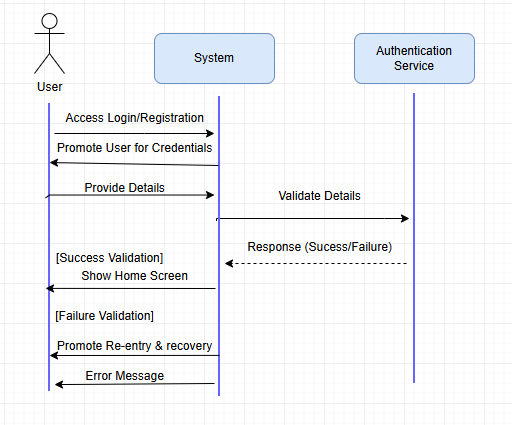 User
System
Authentication
Service
Access Login/Registration
Promote User for Credentials
Provide Details
Validate Details
Response (Sucess/Failure)
[Success Validation]
Show Home Screen
[Failure Validation]
Promote Re-entry & recovery
Error Message